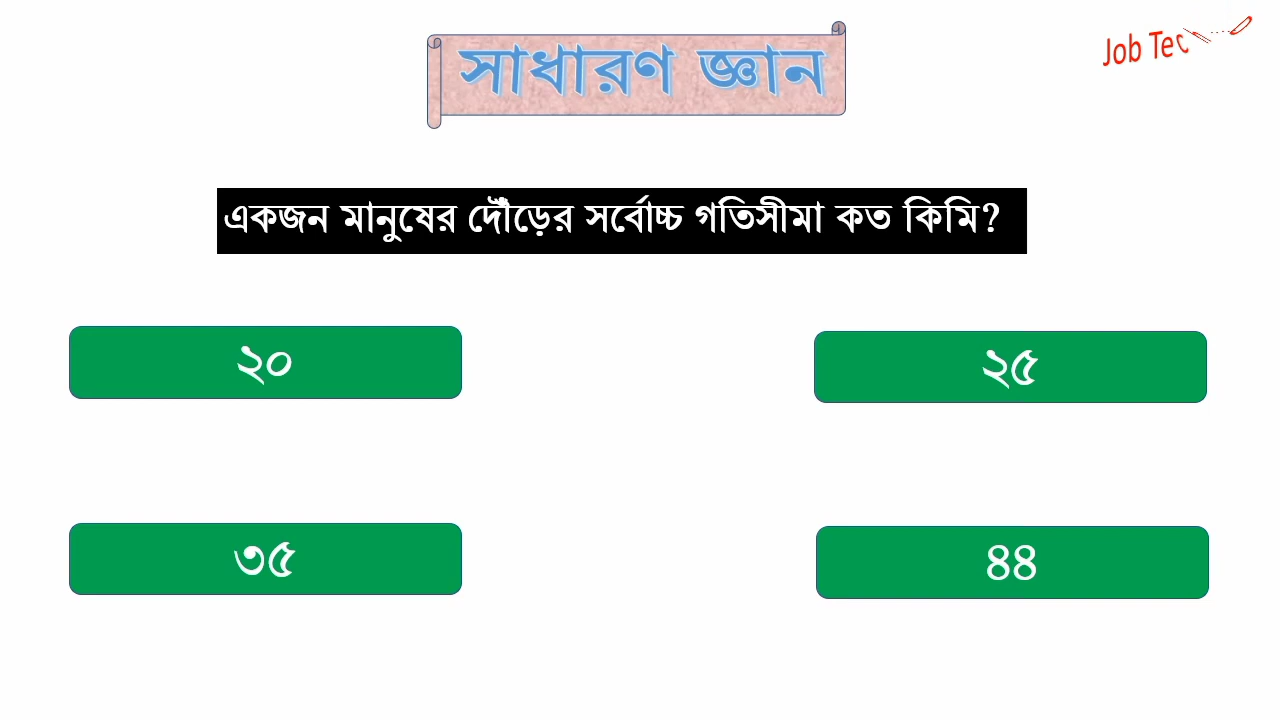 সাধারণ জ্ঞান
Job Tec
একজন মানুষের দৌঁড়ের সর্বোচ্চ গতিসীমা কত কিমি?
২০
২৫
৩৫
৪৪